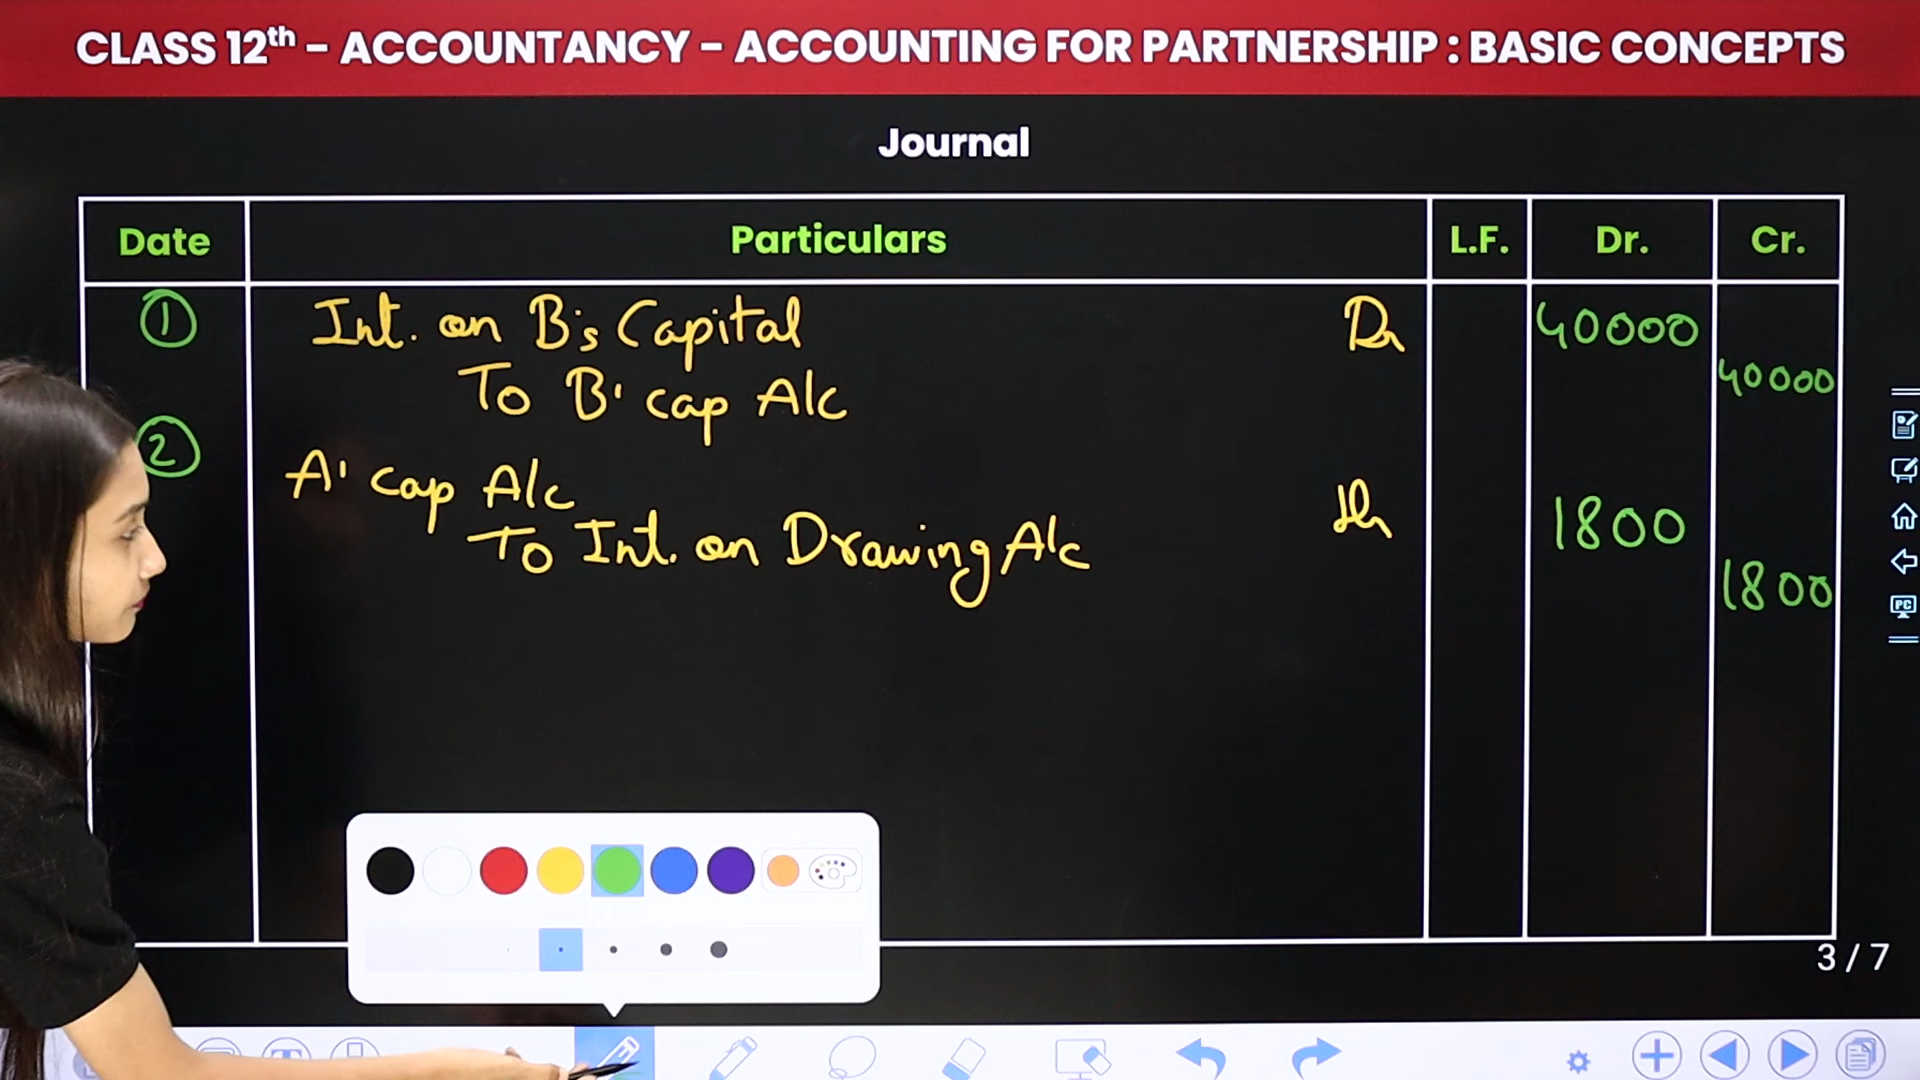 CLASS 12th – ACCOUNTANCY – ACCOUNTING FOR PARTNERSHIP : BASIC CONCEPTS
Journal
Date Particulars L.F. Dr. Cr.
① Int. on B's Capital Dr 40000
To B' cap A/c 40000
② A' cap A/c Dr 1800
To Int. on Drawing A/c 1800
3 / 7
PC